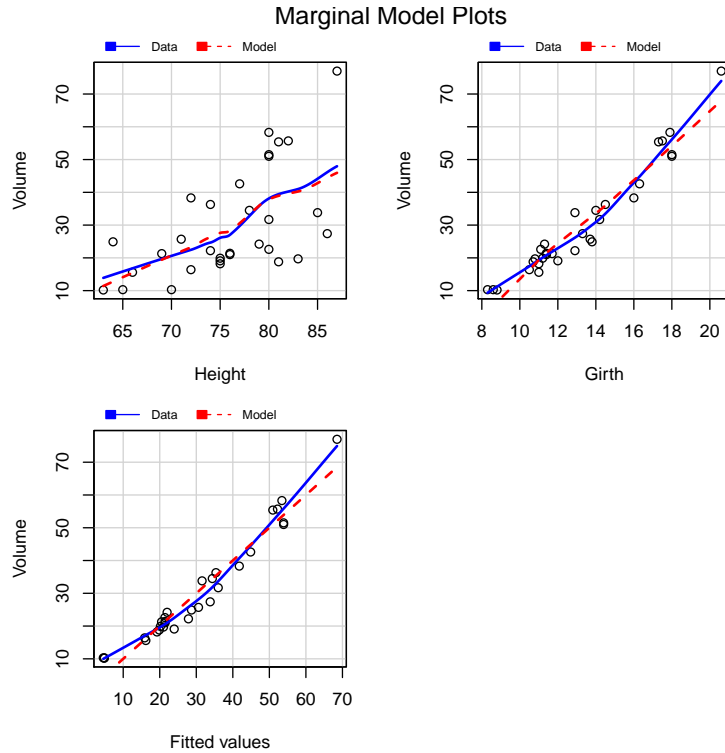 Marginal Model Plots
Data Model
Volume
10 30 50 70
65 70 75 80 85
Height
Data Model
Volume
10 30 50 70
8 10 12 14 16 18 20
Girth
Data Model
Volume
10 30 50 70
10 20 30 40 50 60 70
Fitted values